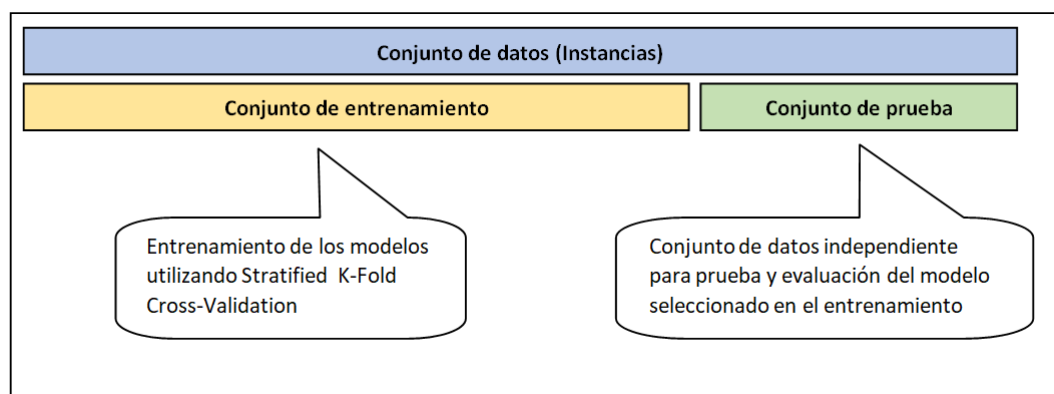 Conjunto de datos (Instancias)
Conjunto de entrenamiento
Conjunto de prueba
Entrenamiento de los modelos
utilizando Stratified K-Fold
Cross-Validation
Conjunto de datos independiente
para prueba y evaluación del modelo
seleccionado en el entrenamiento